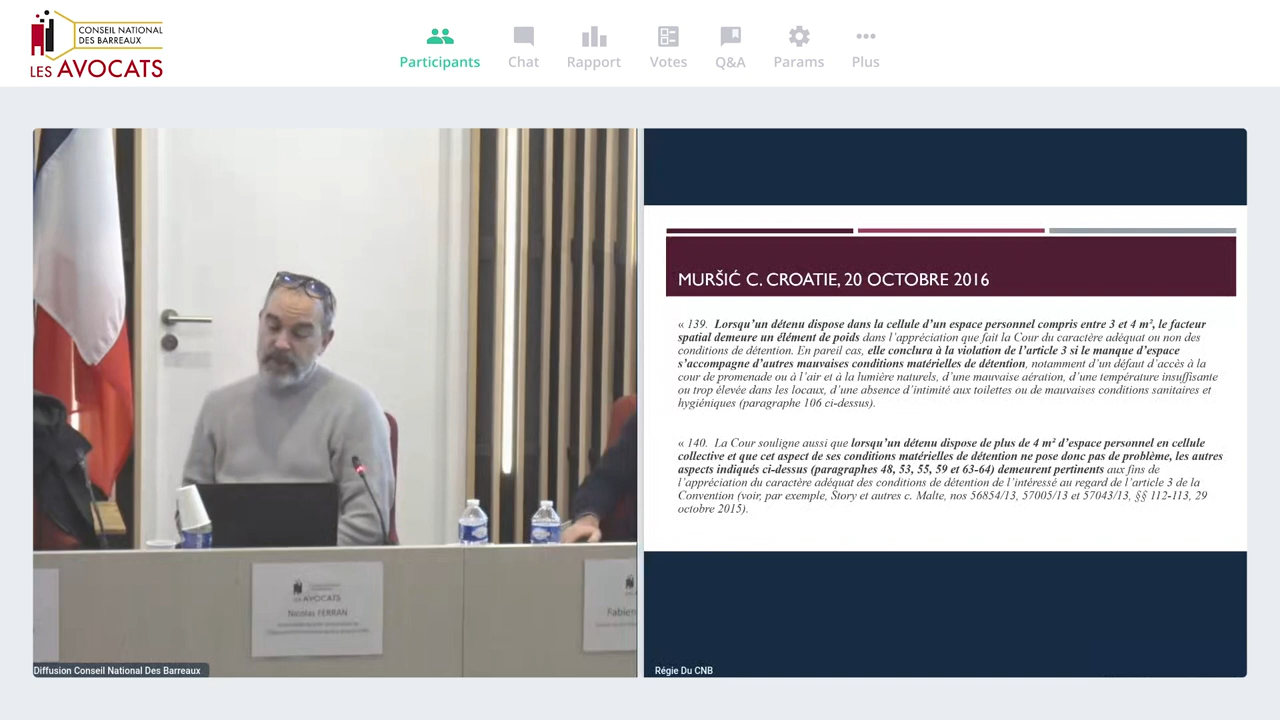 CONSEIL NATIONAL
DES BARREAUX
LES AVOCATS
Participants
Chat
Rapport
Votes
Q&A
Params
Plus
LES AVOCATS
Nicolas FERRAN
Fabien
Diffusion Conseil National Des Barreaux
MURŠIĆ C. CROATIE, 20 OCTOBRE 2016
« 139. Lorsqu’un détenu dispose dans la cellule d’un espace personnel compris entre 3 et 4 m², le facteur
spatial demeure un élément de poids dans l’appréciation que fait la Cour du caractère adéquat ou non des
conditions de détention. En pareil cas, elle conclura à la violation de l’article 3 si le manque d’espace
s’accompagne d’autres mauvaises conditions matérielles de détention, notamment d’un défaut d’accès à la
cour de promenade ou à l’air et à la lumière naturels, d’une mauvaise aération, d’une température insuffisante
ou trop élevée dans les locaux, d’une absence d’intimité aux toilettes ou de mauvaises conditions sanitaires et
hygiéniques (paragraphe 106 ci-dessus).
« 140. La Cour souligne aussi que lorsqu’un détenu dispose de plus de 4 m² d’espace personnel en cellule
collective et que cet aspect de ses conditions matérielles de détention ne pose donc pas de problème, les autres
aspects indiqués ci-dessus (paragraphes 48, 53, 55, 59 et 63-64) demeurent pertinents aux fins de
l’appréciation du caractère adéquat des conditions de détention de l’intéressé au regard de l’article 3 de la
Convention (voir, par exemple, Story et autres c. Malte, nos 56854/13, 57005/13 et 57043/13, §§ 112-113, 29
octobre 2015).
Régie Du CNB